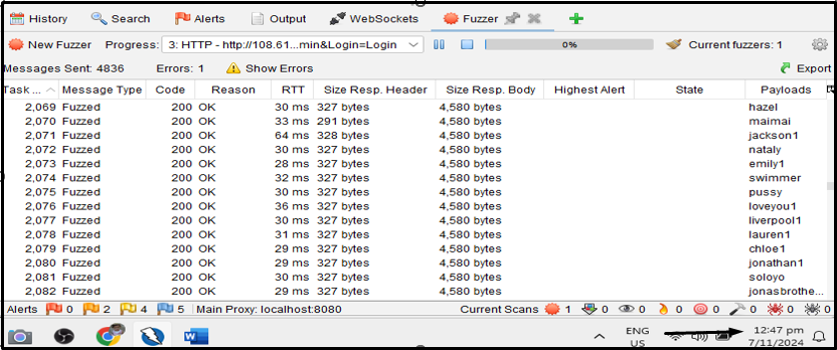 History Search Alerts Output WebSockets Fuzzer
New Fuzzer Progress: 3: HTTP - http://108.61...min&Login=Login 0% Current fuzzers: 1
Messages Sent: 4836 Errors: 1 Show Errors Export
Task ... Message Type Code Reason RTT Size Resp. Header Size Resp. Body Highest Alert State Payloads
2,069 Fuzzed 200 OK 30 ms 327 bytes 4,580 bytes hazel
2,070 Fuzzed 200 OK 33 ms 291 bytes 4,580 bytes maimai
2,071 Fuzzed 200 OK 64 ms 328 bytes 4,580 bytes jackson1
2,072 Fuzzed 200 OK 30 ms 327 bytes 4,580 bytes nataly
2,073 Fuzzed 200 OK 28 ms 327 bytes 4,580 bytes emily1
2,074 Fuzzed 200 OK 32 ms 327 bytes 4,580 bytes swimmer
2,075 Fuzzed 200 OK 30 ms 327 bytes 4,580 bytes pussy
2,076 Fuzzed 200 OK 36 ms 327 bytes 4,580 bytes loveyou1
2,077 Fuzzed 200 OK 30 ms 327 bytes 4,580 bytes liverpool1
2,078 Fuzzed 200 OK 31 ms 327 bytes 4,580 bytes lauren1
2,079 Fuzzed 200 OK 29 ms 327 bytes 4,580 bytes chloe1
2,080 Fuzzed 200 OK 29 ms 327 bytes 4,580 bytes jonathan1
2,081 Fuzzed 200 OK 30 ms 327 bytes 4,580 bytes soloyo
2,082 Fuzzed 200 OK 29 ms 327 bytes 4,580 bytes jonasbrothe...
Alerts 0 2 4 5 Main Proxy: localhost:8080 Current Scans 1 0 0 0 0 0 0 0
ENG 12:47 pm
US 7/11/2024